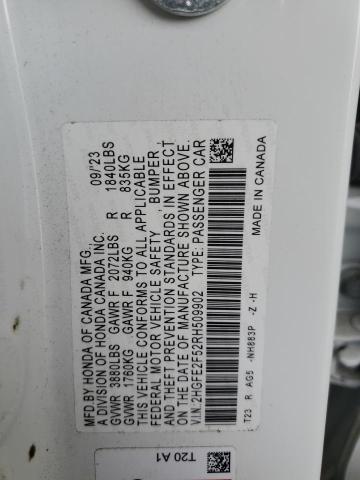 MFD. BY HONDA OF CANADA MFG., 09/23
A DIVISION OF HONDA CANADA INC.
GVWR 3880LBS GAWR F 2072LBS R 1840LBS
GVWR 1760KG GAWR F 940KG R 835KG
THIS VEHICLE CONFORMS TO ALL APPLICABLE
FEDERAL MOTOR VEHICLE SAFETY, BUMPER,
AND THEFT PREVENTION STANDARDS IN EFFECT
ON THE DATE OF MANUFACTURE SHOWN ABOVE.
V.I.N. 2HGFE2F52RH509902 TYPE: PASSENGER CAR
MADE IN CANADA
T23 R AG5 -NH883P -Z -H
T20 A1